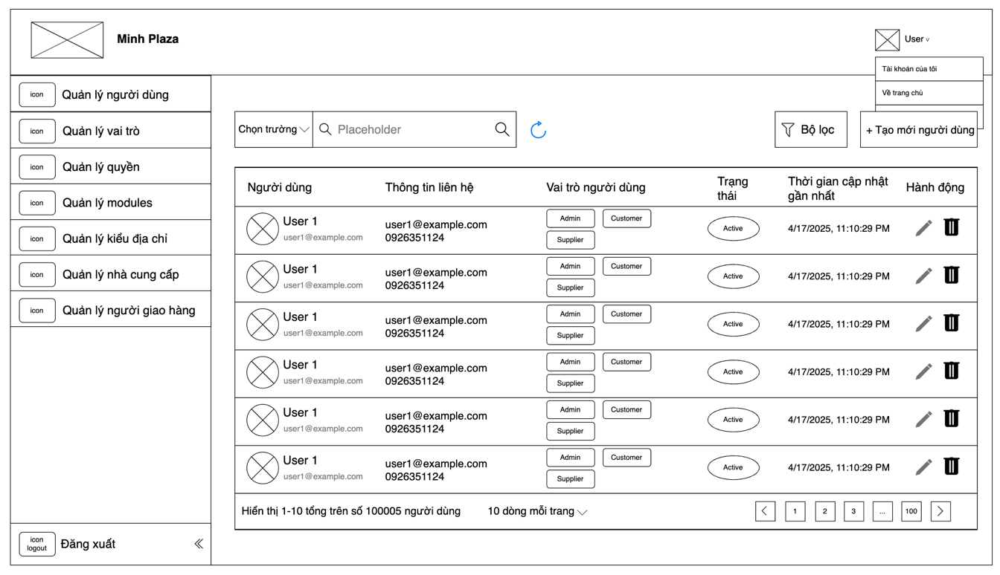 Minh Plaza
User v
Tài khoản của tôi
Về trang chủ
icon Quản lý người dùng
icon Quản lý vai trò
icon Quản lý quyền
icon Quản lý modules
icon Quản lý kiểu địa chỉ
icon Quản lý nhà cung cấp
icon Quản lý người giao hàng
icon
logout
Đăng xuất
Chọn trường Placeholder Bộ lọc + Tạo mới người dùng
Người dùng Thông tin liên hệ Vai trò người dùng Trạng thái Thời gian cập nhật gần nhất Hành động
User 1
user1@example.com
user1@example.com
0926351124
Admin Customer
Supplier
Active
4/17/2025, 11:10:29 PM
User 1
user1@example.com
user1@example.com
0926351124
Admin Customer
Supplier
Active
4/17/2025, 11:10:29 PM
User 1
user1@example.com
user1@example.com
0926351124
Admin Customer
Supplier
Active
4/17/2025, 11:10:29 PM
User 1
user1@example.com
user1@example.com
0926351124
Admin Customer
Supplier
Active
4/17/2025, 11:10:29 PM
User 1
user1@example.com
user1@example.com
0926351124
Admin Customer
Supplier
Active
4/17/2025, 11:10:29 PM
User 1
user1@example.com
user1@example.com
0926351124
Admin Customer
Supplier
Active
4/17/2025, 11:10:29 PM
Hiển thị 1-10 tổng trên số 100005 người dùng 10 dòng mỗi trang 1 2 3 ... 100